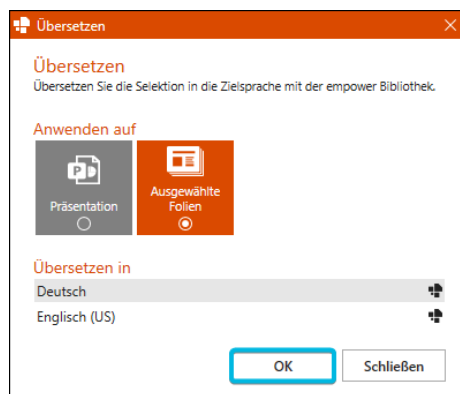 Übersetzen
Übersetzen
Übersetzen Sie die Selektion in die Zielsprache mit der empower Bibliothek.
Anwenden auf
Präsentation
Ausgewählte
Folien
Übersetzen in
Deutsch
Englisch (US)
OK
Schließen